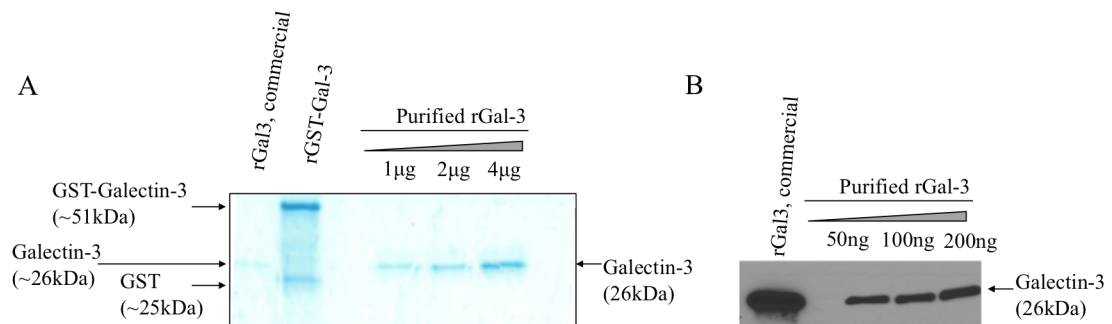 A
rGal3, commercial
rGST-Gal-3
Purified rGal-3
1μg 2μg 4μg
GST-Galectin-3
(~51kDa)
Galectin-3
(~26kDa)
GST
(~25kDa)
Galectin-3
(26kDa)
B
rGal3, commercial
Purified rGal-3
50ng 100ng 200ng
Galectin-3
(26kDa)